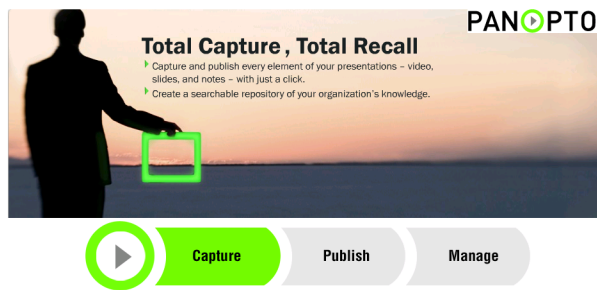 PANOPTO
Total Capture, Total Recall
Capture and publish every element of your presentations – video,
slides, and notes – with just a click.
Create a searchable repository of your organization's knowledge.
Capture
Publish
Manage